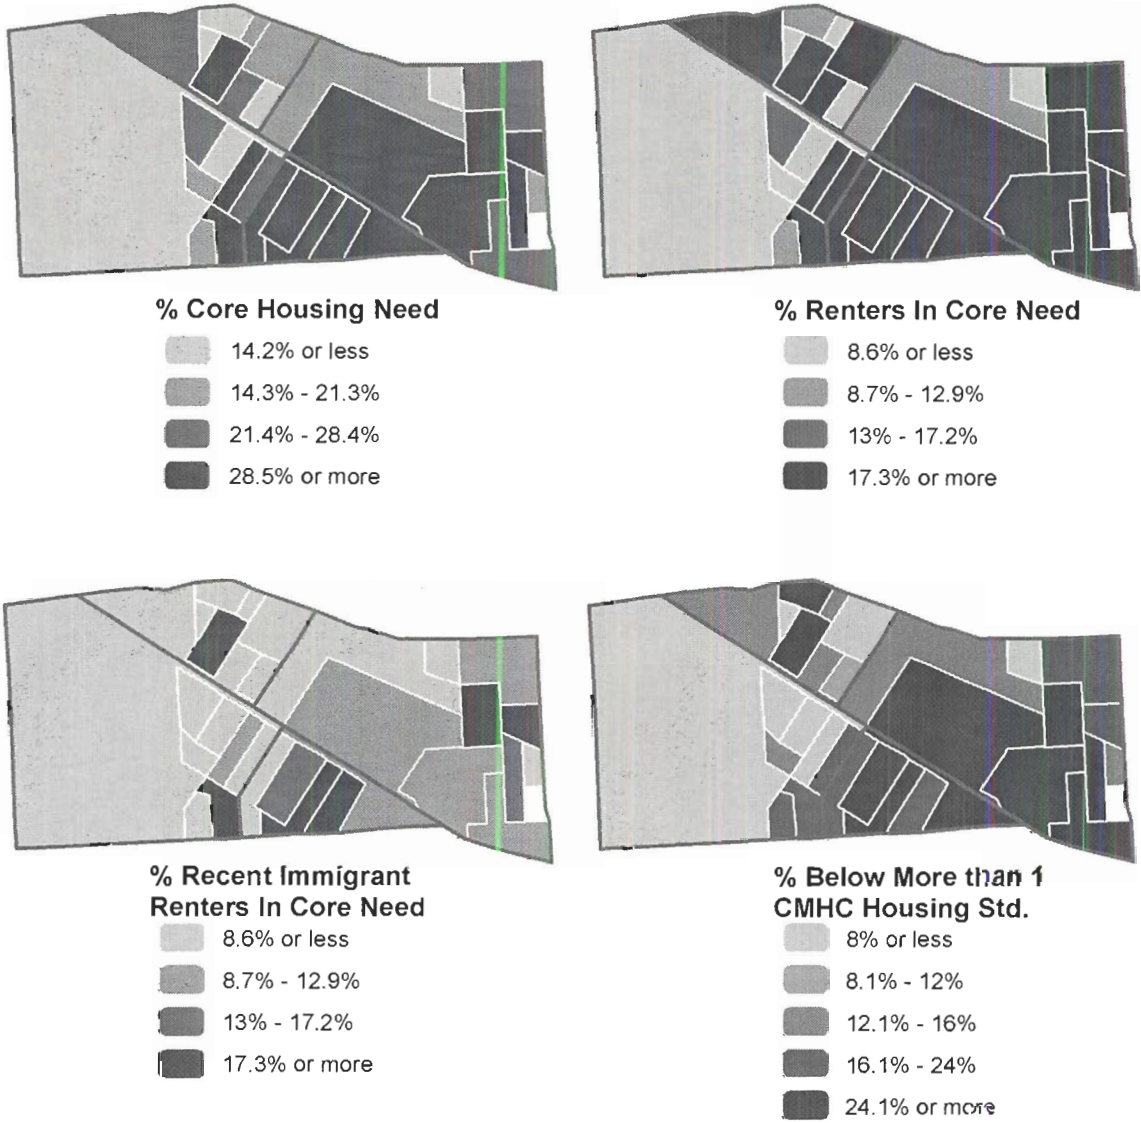 % Core Housing Need
14.2% or less
14.3% - 21.3%
21.4% - 28.4%
28.5% or more
% Renters In Core Need
8.6% or less
8.7% - 12.9%
13% - 17.2%
17.3% or more
% Recent Immigrant
Renters In Core Need
8.6% or less
8.7% - 12.9%
13% - 17.2%
17.3% or more
% Below More than 1
CMHC Housing Std.
8% or less
8.1% - 12%
12.1% - 16%
16.1% - 24%
24.1% or more